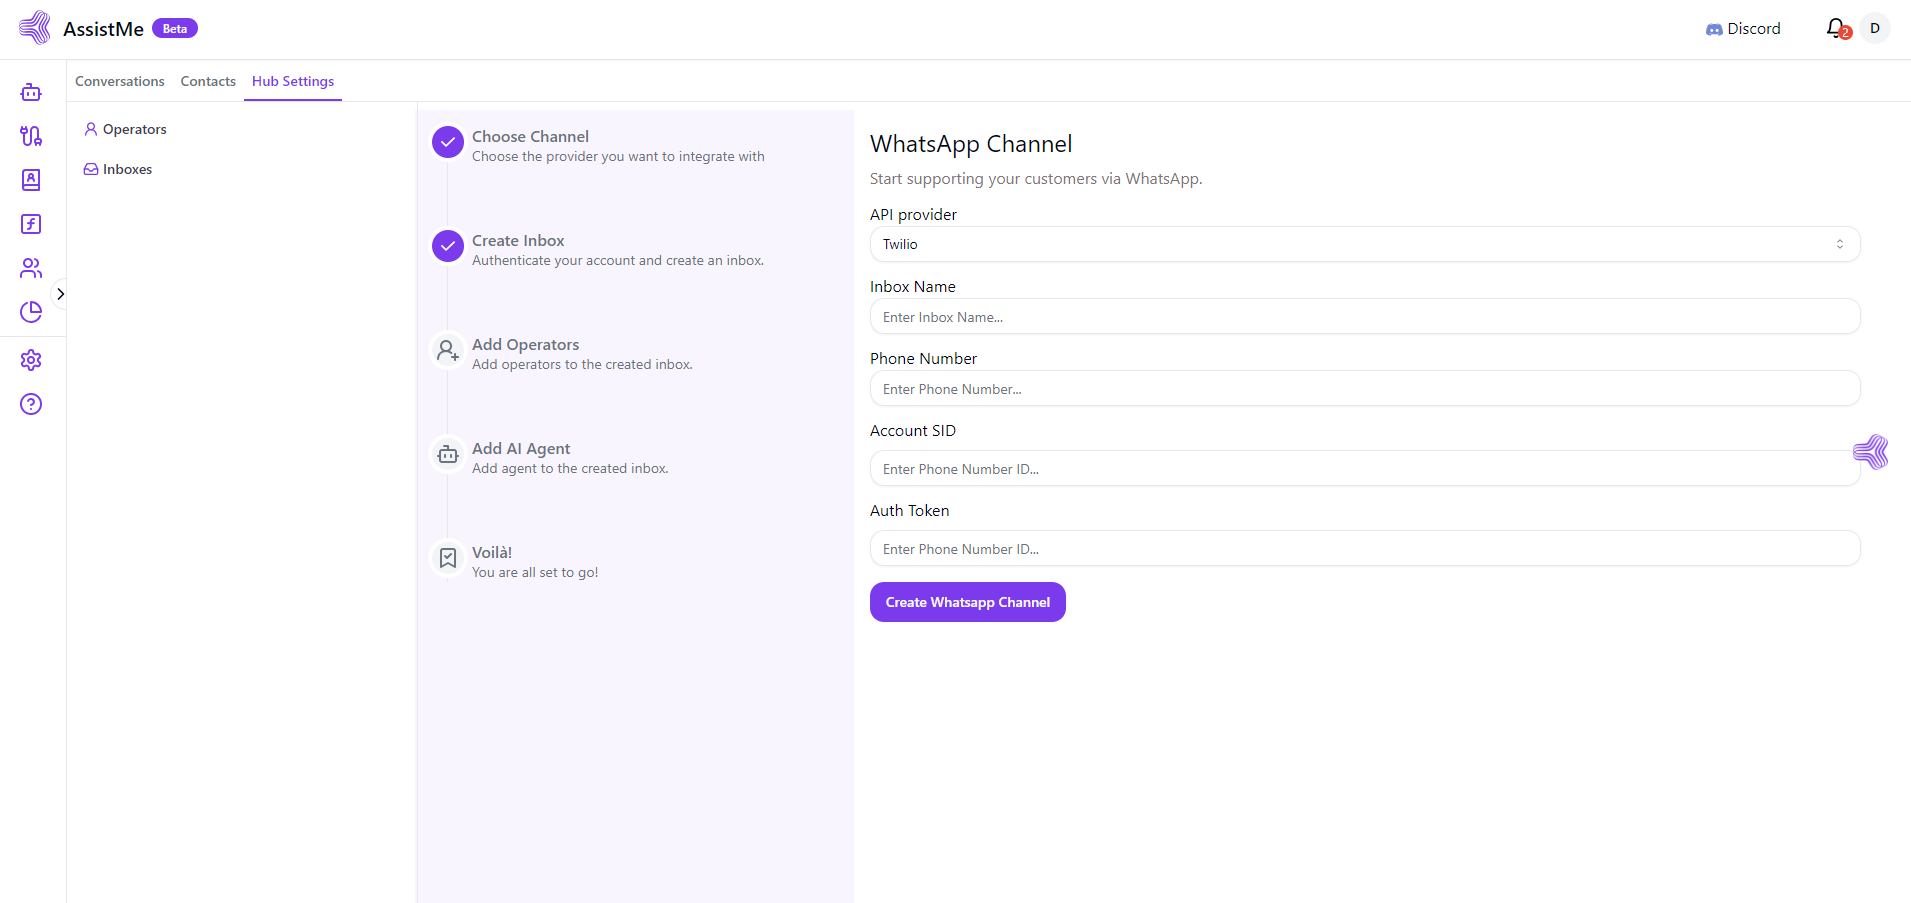 AssistMe Beta
Discord
2
D
Conversations Contacts Hub Settings
Operators
Inboxes
Choose Channel
Choose the provider you want to integrate with
Create Inbox
Authenticate your account and create an inbox.
Add Operators
Add operators to the created inbox.
Add AI Agent
Add agent to the created inbox.
Voilà!
You are all set to go!
WhatsApp Channel
Start supporting your customers via WhatsApp.
API provider
Twilio
Inbox Name
Enter Inbox Name...
Phone Number
Enter Phone Number...
Account SID
Enter Phone Number ID...
Auth Token
Enter Phone Number ID...
Create Whatsapp Channel